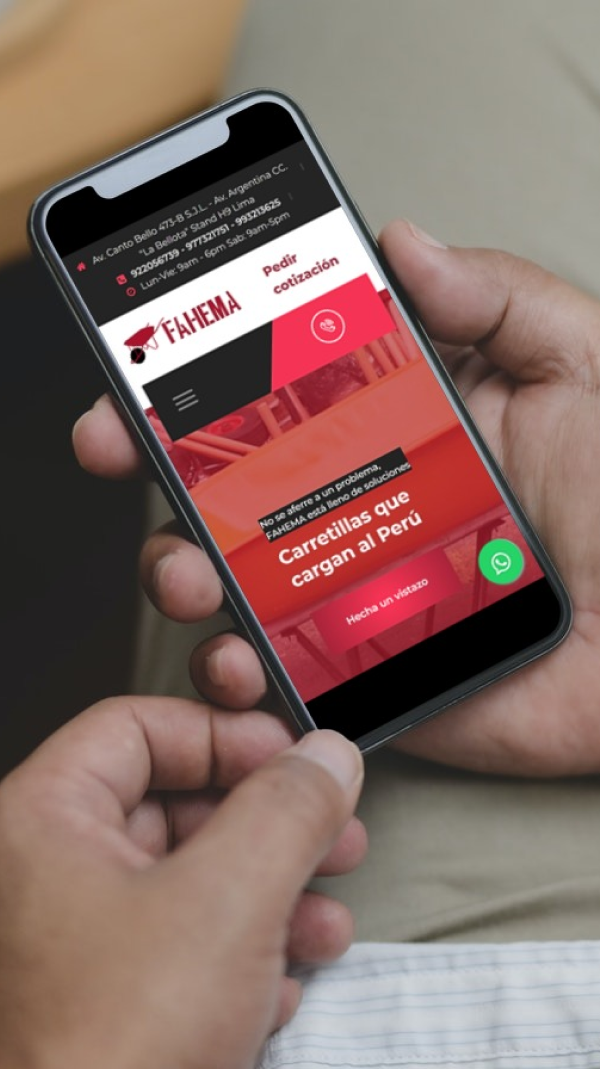 Av. Canto Bello 473-B S.J.L. - Av. Argentina CC.
"La Bellota" Stand H9 Lima
922056739 - 977321751 - 993213625
Lun-Vie: 9am - 6pm Sab: 9am-5pm
FAHEMA
Pedir
cotización
No se aferre a un problema,
FAHEMA está lleno de soluciones
Carretillas que
cargan al Perú
Hecha un vistazo